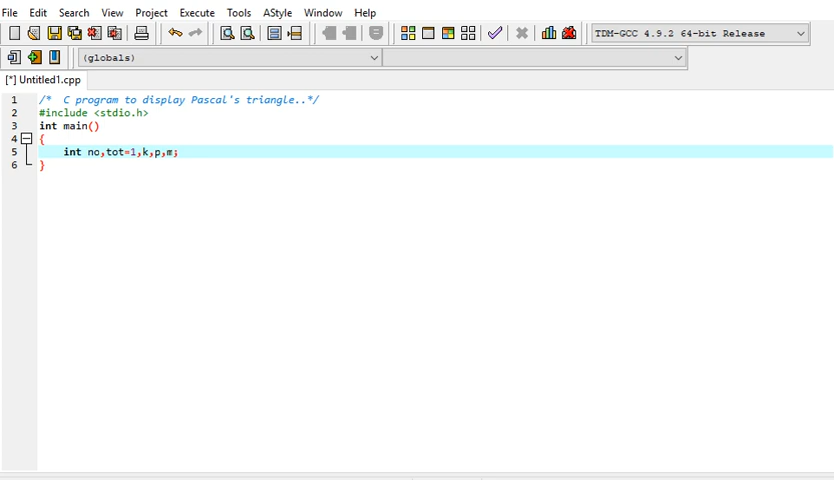 File Edit Search View Project Execute Tools AStyle Window Help
TDM-GCC 4.9.2 64-bit Release
(globals)
[*] Untitled1.cpp
1 /*  C program to display Pascal's triangle..*/
2 #include <stdio.h>
3 int main()
4 {
5     int no,tot=1,k,p,m;
6 }